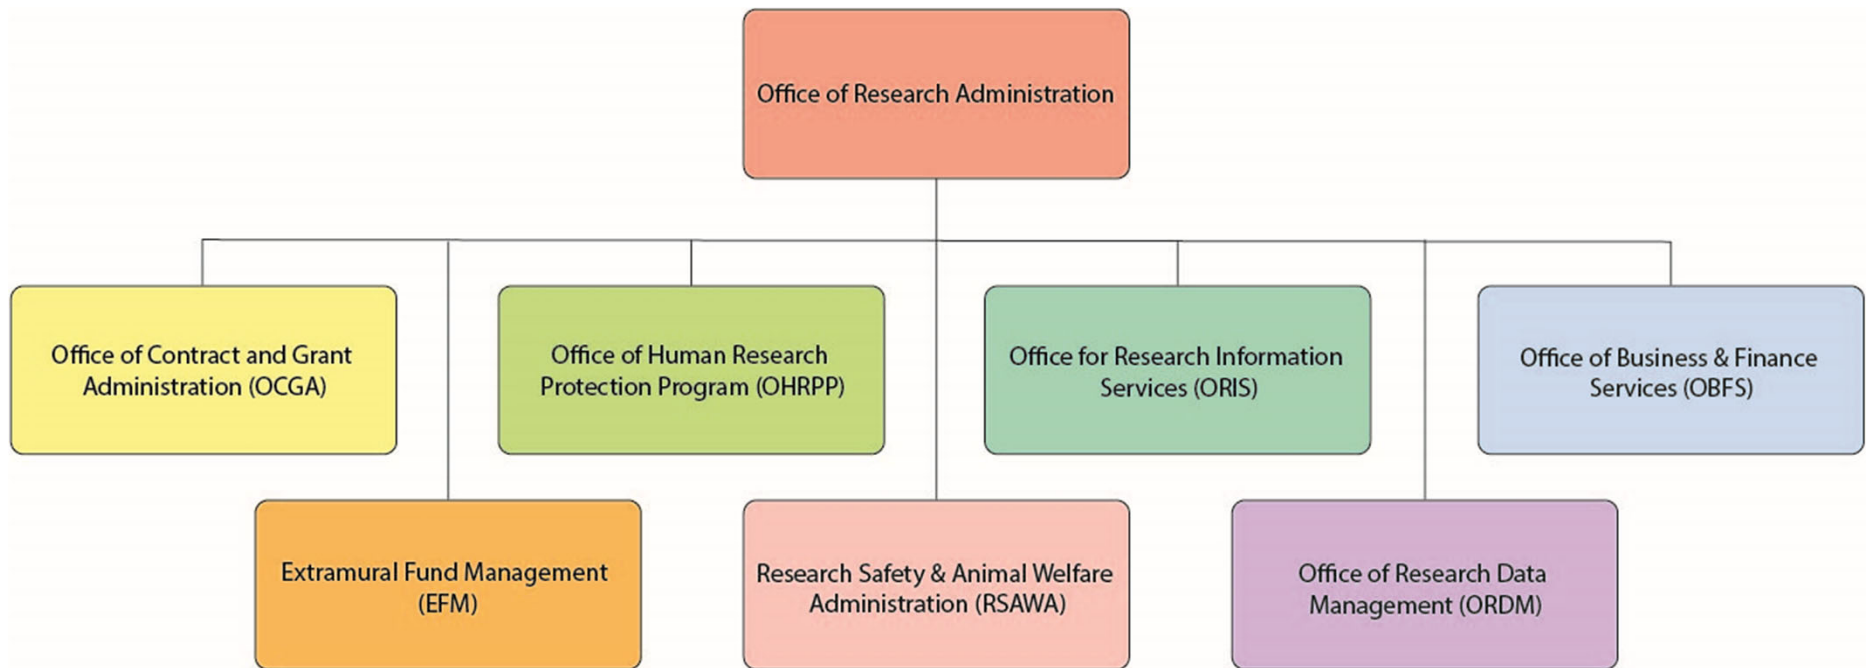 Office of Research Administration
Office of Contract and Grant
Administration (OCGA)
Office of Human Research
Protection Program (OHRPP)
Office for Research Information
Services (ORIS)
Office of Business & Finance
Services (OBFS)
Extramural Fund Management
(EFM)
Research Safety & Animal Welfare
Administration (RSAWA)
Office of Research Data
Management (ORDM)